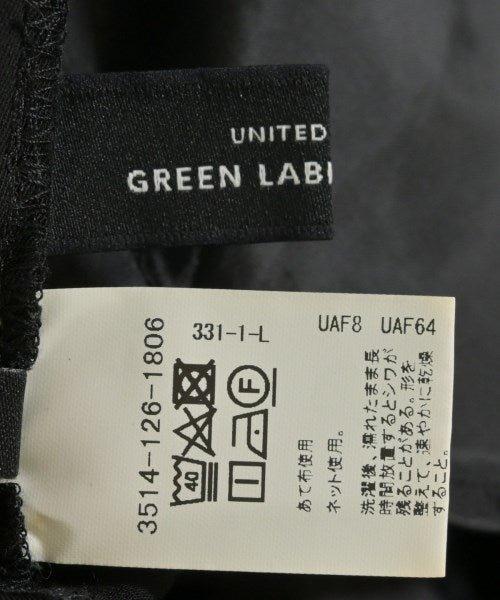 UNITED
GREEN LABE
3514-126-1806
331-1-L
40
F
あて布使用
ネット使用。
UAF8 UAF64
洗濯後、濡れたまま長
時間放置するとシワが
残ることがある。形を
整えて、速やかに乾燥
すること。